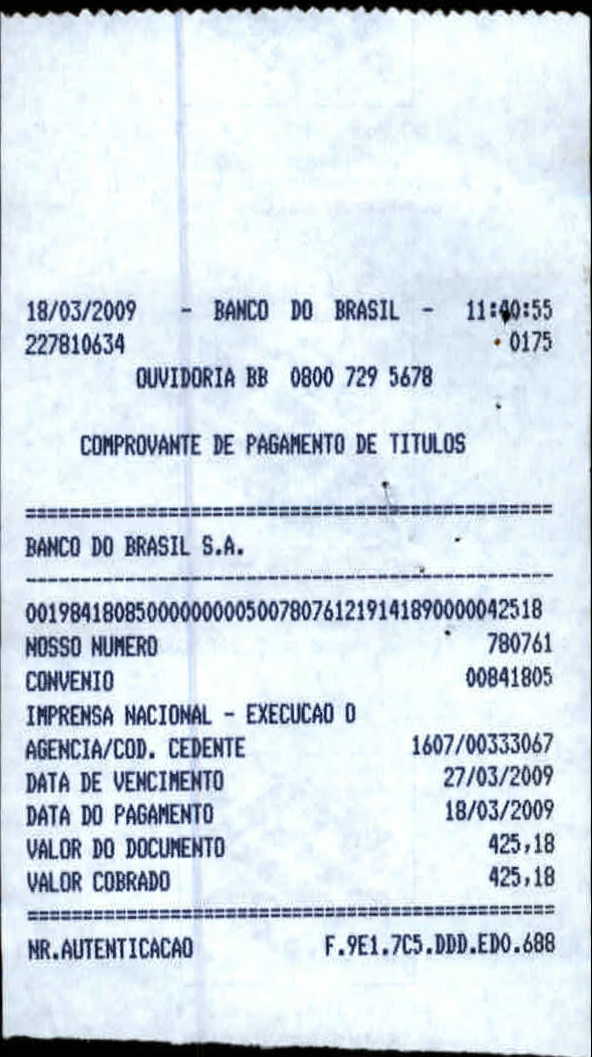 18/03/2009 - BANCO DO BRASIL - 11:40:55
227810634 0175
OUVIDORIA BB 0800 729 5678
COMPROVANTE DE PAGAMENTO DE TITULOS
================================================
BANCO DO BRASIL S.A.
------------------------------------------------
00198418085000000000500780761219141890000042518
NOSSO NUMERO 780761
CONVENIO 00841805
IMPRENSA NACIONAL - EXECUCAO O
AGENCIA/COD. CEDENTE 1607/00333067
DATA DE VENCIMENTO 27/03/2009
DATA DO PAGAMENTO 18/03/2009
VALOR DO DOCUMENTO 425,18
VALOR COBRADO 425,18
================================================
NR.AUTENTICACAO F.9E1.7C5.DDD.ED0.688